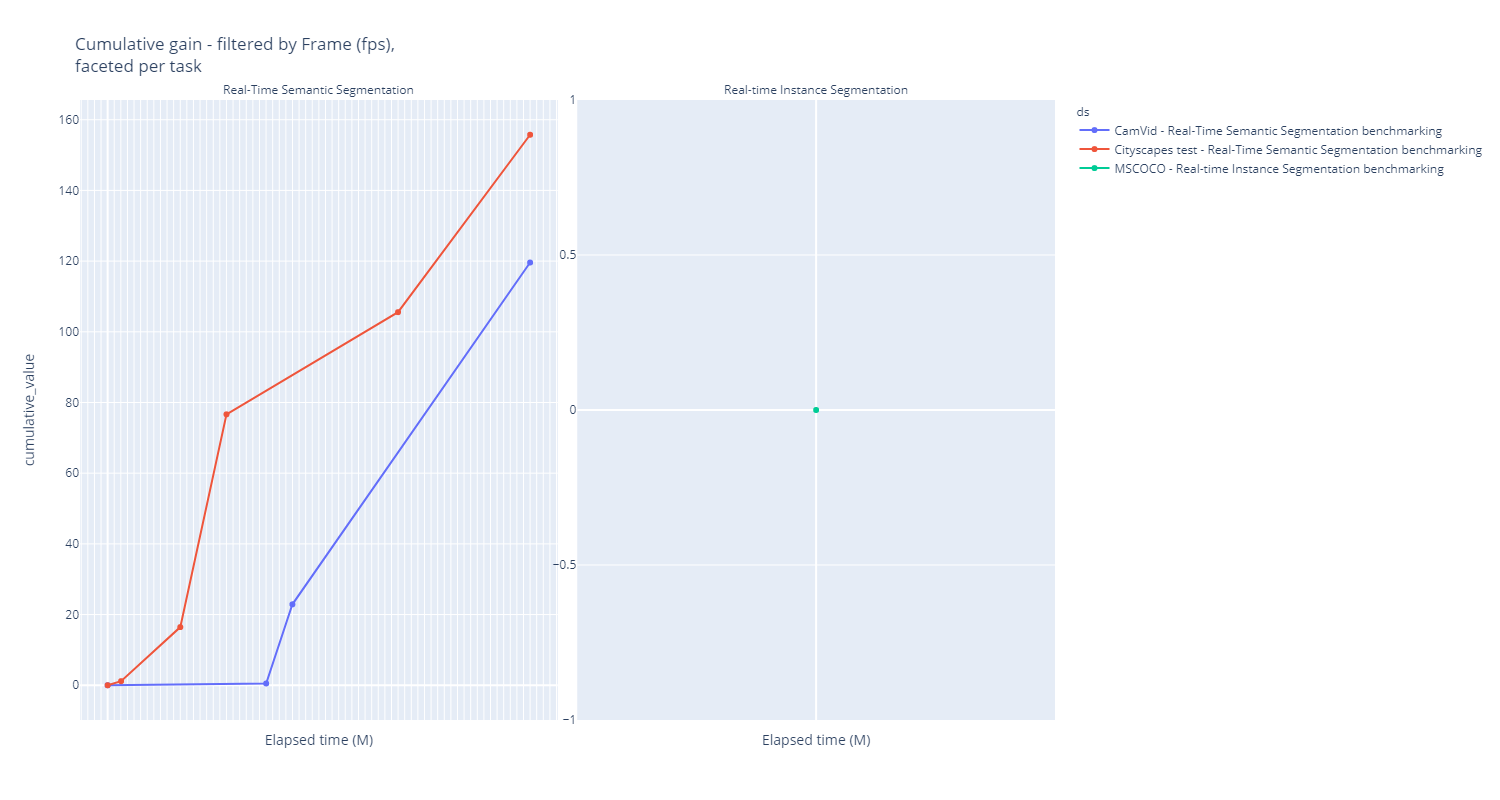 Cumulative gain - filtered by Frame (fps),
faceted per task
Real-Time Semantic Segmentation
Real-time Instance Segmentation
cumulative_value
160
140
120
100
80
60
40
20
0
Elapsed time (M)
1
0.5
0
−0.5
−1
Elapsed time (M)
ds
CamVid - Real-Time Semantic Segmentation benchmarking
Cityscapes test - Real-Time Semantic Segmentation benchmarking
MSCOCO - Real-time Instance Segmentation benchmarking